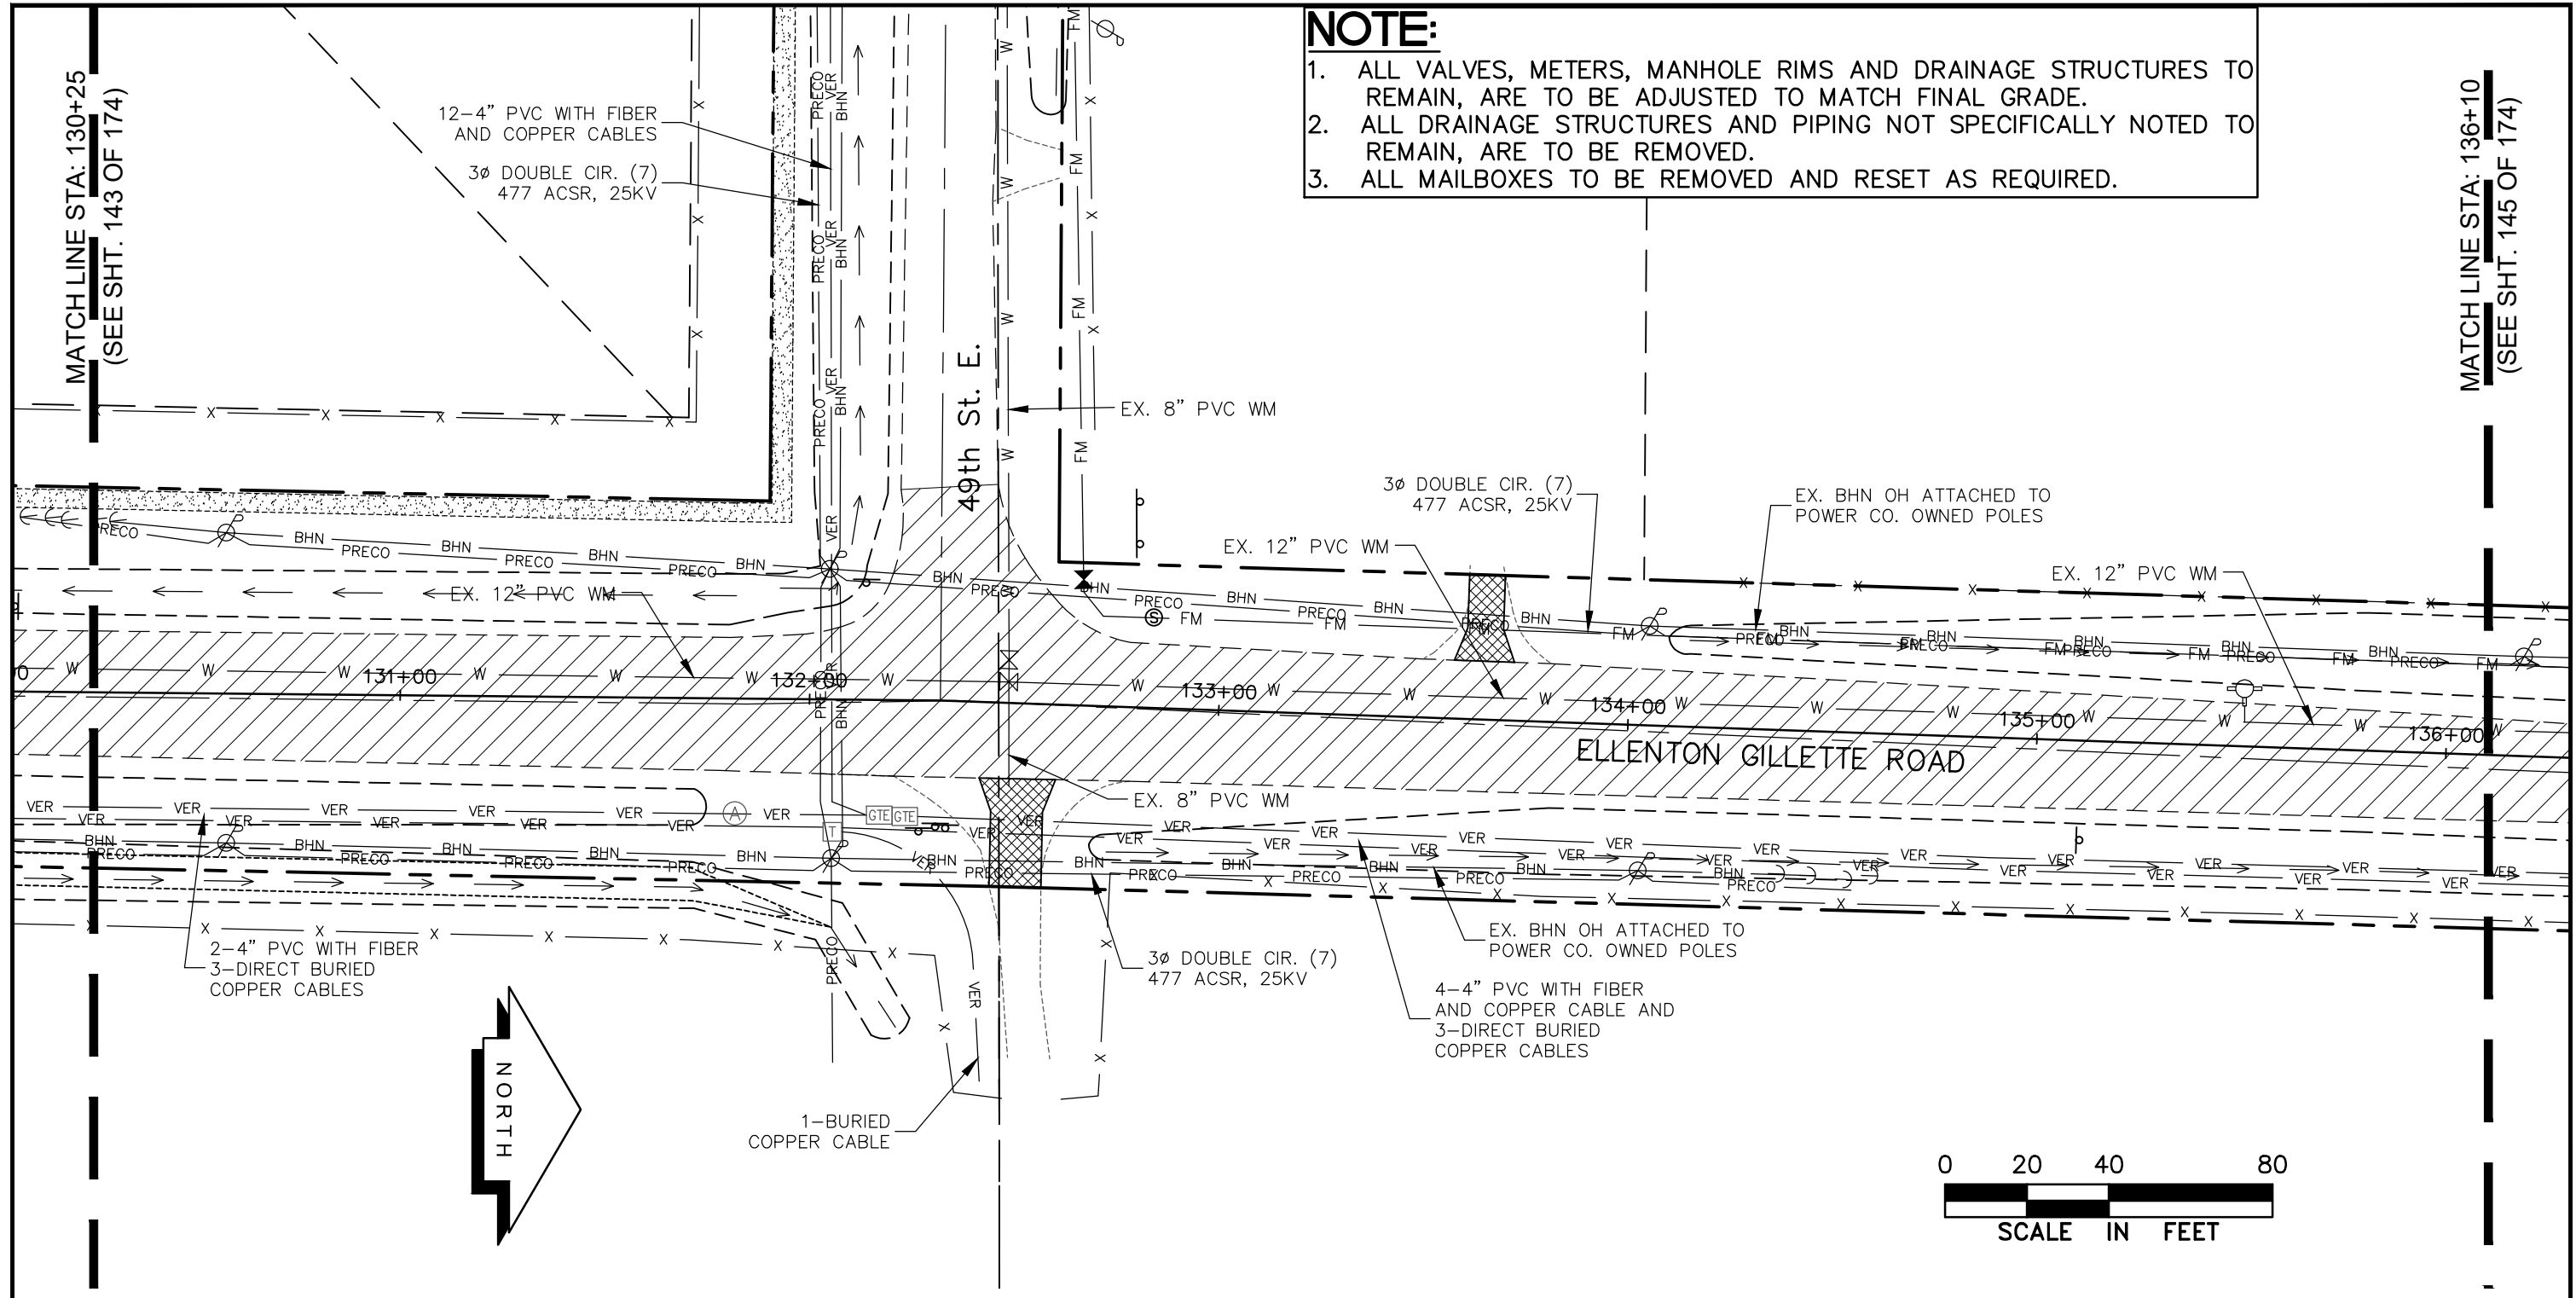 NOTE:
1. ALL VALVES, METERS, MANHOLE RIMS AND DRAINAGE STRUCTURES TO
REMAIN, ARE TO BE ADJUSTED TO MATCH FINAL GRADE.
2. ALL DRAINAGE STRUCTURES AND PIPING NOT SPECIFICALLY NOTED TO
REMAIN, ARE TO BE REMOVED.
3. ALL MAILBOXES TO BE REMOVED AND RESET AS REQUIRED.
MATCH LINE STA: 130+25
(SEE SHT. 143 OF 174)
MATCH LINE STA: 136+10
(SEE SHT. 145 OF 174)
12-4" PVC WITH FIBER
AND COPPER CABLES
3ø DOUBLE CIR. (7)
477 ACSR, 25KV
49th St. E.
EX. 8" PVC WM
3ø DOUBLE CIR. (7)
477 ACSR, 25KV
EX. BHN OH ATTACHED TO
POWER CO. OWNED POLES
EX. 12" PVC WM
EX. 12" PVC WM
EX. 12" PVC WM
131+00
132+00
133+00
134+00
135+00
136+00
ELLENTON GILLETTE ROAD
EX. 8" PVC WM
GTE GTE
2-4" PVC WITH FIBER
3-DIRECT BURIED
COPPER CABLES
3ø DOUBLE CIR. (7)
477 ACSR, 25KV
EX. BHN OH ATTACHED TO
POWER CO. OWNED POLES
4-4" PVC WITH FIBER
AND COPPER CABLE AND
3-DIRECT BURIED
COPPER CABLES
1-BURIED
COPPER CABLE
NORTH
0 20 40 80
SCALE IN FEET